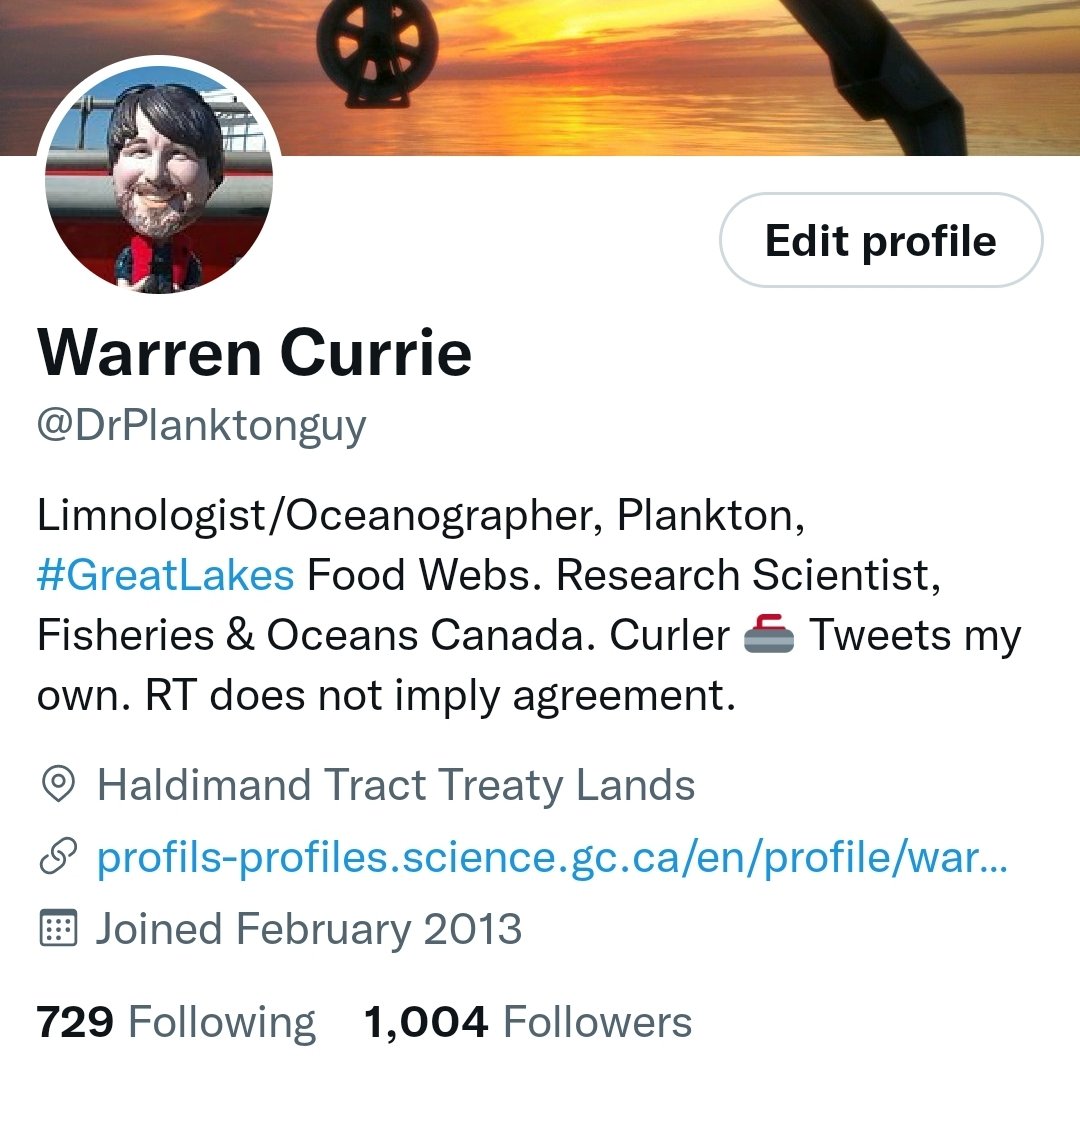 Edit profile
Warren Currie
@DrPlanktonguy
Limnologist/Oceanographer, Plankton,
#GreatLakes Food Webs. Research Scientist,
Fisheries & Oceans Canada. Curler 🥌 Tweets my
own. RT does not imply agreement.
Haldimand Tract Treaty Lands
profils-profiles.science.gc.ca/en/profile/war...
Joined February 2013
729 Following 1,004 Followers